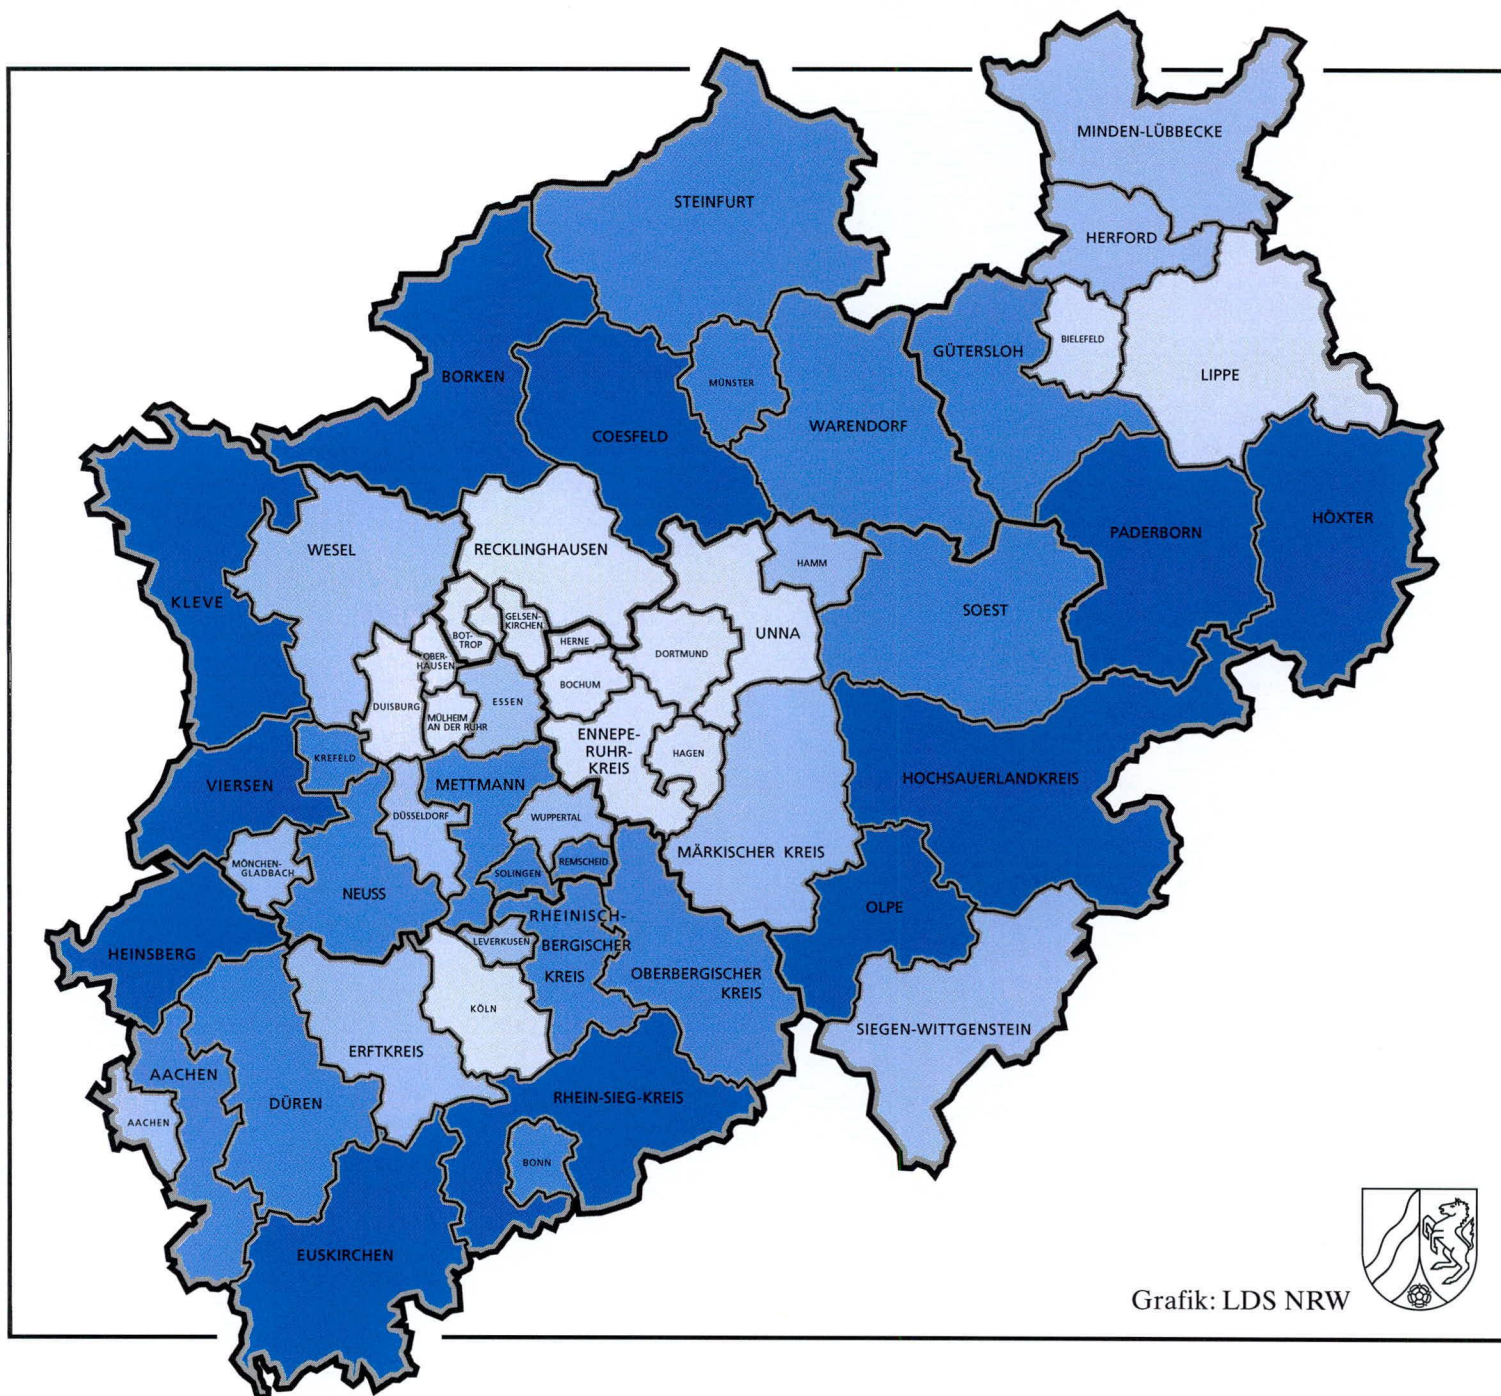 MINDEN-LÜBBECKE
STEINFURT
HERFORD
BIELEFELD
GÜTERSLOH
LIPPE
BORKEN
MÜNSTER
WARENDORF
COESFELD
HÖXTER
PADERBORN
WESEL
RECKLINGHAUSEN
HAMM
KLEVE
SOEST
GELSEN-
KIRCHEN
BOT-
TROP
HERNE
UNNA
DORTMUND
OBER-
HAUSEN
BOCHUM
DUISBURG
ESSEN
MÜLHEIM
AN DER RUHR
ENNEPE-
RUHR-
KREIS
HAGEN
KREFELD
HOCHSAUERLANDKREIS
VIERSEN
METTMANN
DÜSSELDORF
WUPPERTAL
MÄRKISCHER KREIS
MÖNCHEN-
GLADBACH
SOLINGEN
REMSCHEID
NEUSS
OLPE
RHEINISCH-
BERGISCHER
KREIS
LEVERKUSEN
HEINSBERG
OBERBERGISCHER
KREIS
KÖLN
SIEGEN-WITTGENSTEIN
ERFTKREIS
AACHEN
DÜREN
RHEIN-SIEG-KREIS
AACHEN
BONN
EUSKIRCHEN
Grafik: LDS NRW